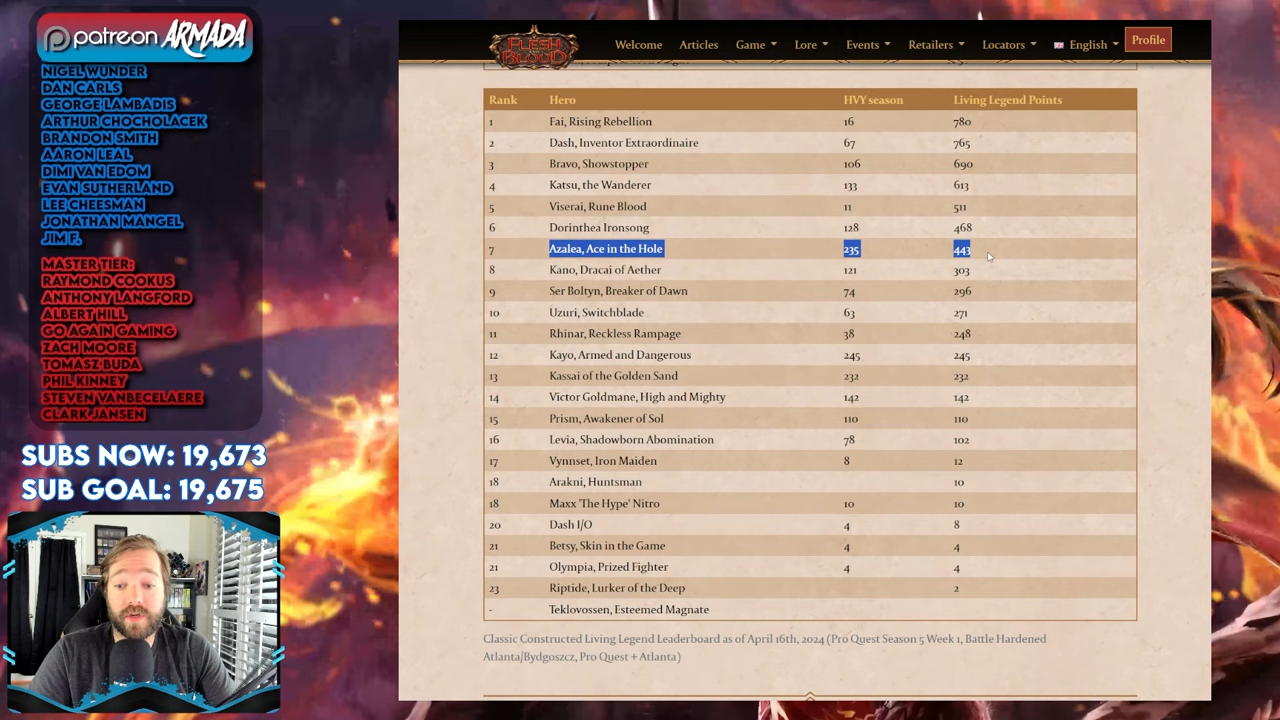 patreon ARMADA
NIGEL WUNDER
DAN CARLS
GEORGE LAMBADIS
ARTHUR CHOCHOLACEK
BRANDON SMITH
AARON LEAL
DIMI VAN EDOM
EVAN SUTHERLAND
LEE CHEESMAN
JONATHAN MANGEL
JIM F.
MASTER TIER:
RAYMOND COOKUS
ANTHONY LANGFORD
ALBERT HILL
GO AGAIN GAMING
ZACH MOORE
TOMASZ BUDA
PHIL KINNEY
STEVEN VANBECELAERE
CLARK JANSEN
SUBS NOW: 19,673
SUB GOAL: 19,675
FLESH AND BLOOD Welcome Articles Game Lore Events Retailers Locators English Profile
Rank Hero HVY season Living Legend Points
1 Fai, Rising Rebellion 16 780
2 Dash, Inventor Extraordinaire 67 765
3 Bravo, Showstopper 106 690
4 Katsu, the Wanderer 133 613
5 Viserai, Rune Blood 11 511
6 Dorinthea Ironsong 128 468
7 Azalea, Ace in the Hole 235 443
8 Kano, Dracai of Aether 121 303
9 Ser Boltyn, Breaker of Dawn 74 296
10 Uzuri, Switchblade 63 271
11 Rhinar, Reckless Rampage 38 248
12 Kayo, Armed and Dangerous 245 245
13 Kassai of the Golden Sand 232 232
14 Victor Goldmane, High and Mighty 142 142
15 Prism, Awakener of Sol 110 110
16 Levia, Shadowborn Abomination 78 102
17 Vynnset, Iron Maiden 8 12
18 Arakni, Huntsman 10
18 Maxx 'The Hype' Nitro 10 10
20 Dash I/O 4 8
21 Betsy, Skin in the Game 4 4
21 Olympia, Prized Fighter 4 4
23 Riptide, Lurker of the Deep 2
- Teklovossen, Esteemed Magnate
Classic Constructed Living Legend Leaderboard as of April 16th, 2024 (Pro Quest Season 5 Week 1, Battle Hardened
Atlanta/Bydgoszcz, Pro Quest + Atlanta)